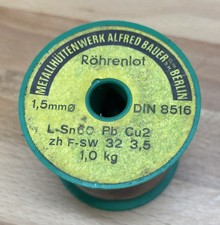 METALLHÜTTENWERK ALFRED BAUER BERLIN
Röhrenlot
1,5mmø DIN 8516
L-Sn60 Pb Cu2
zh F-SW 32 3,5
1,0 kg